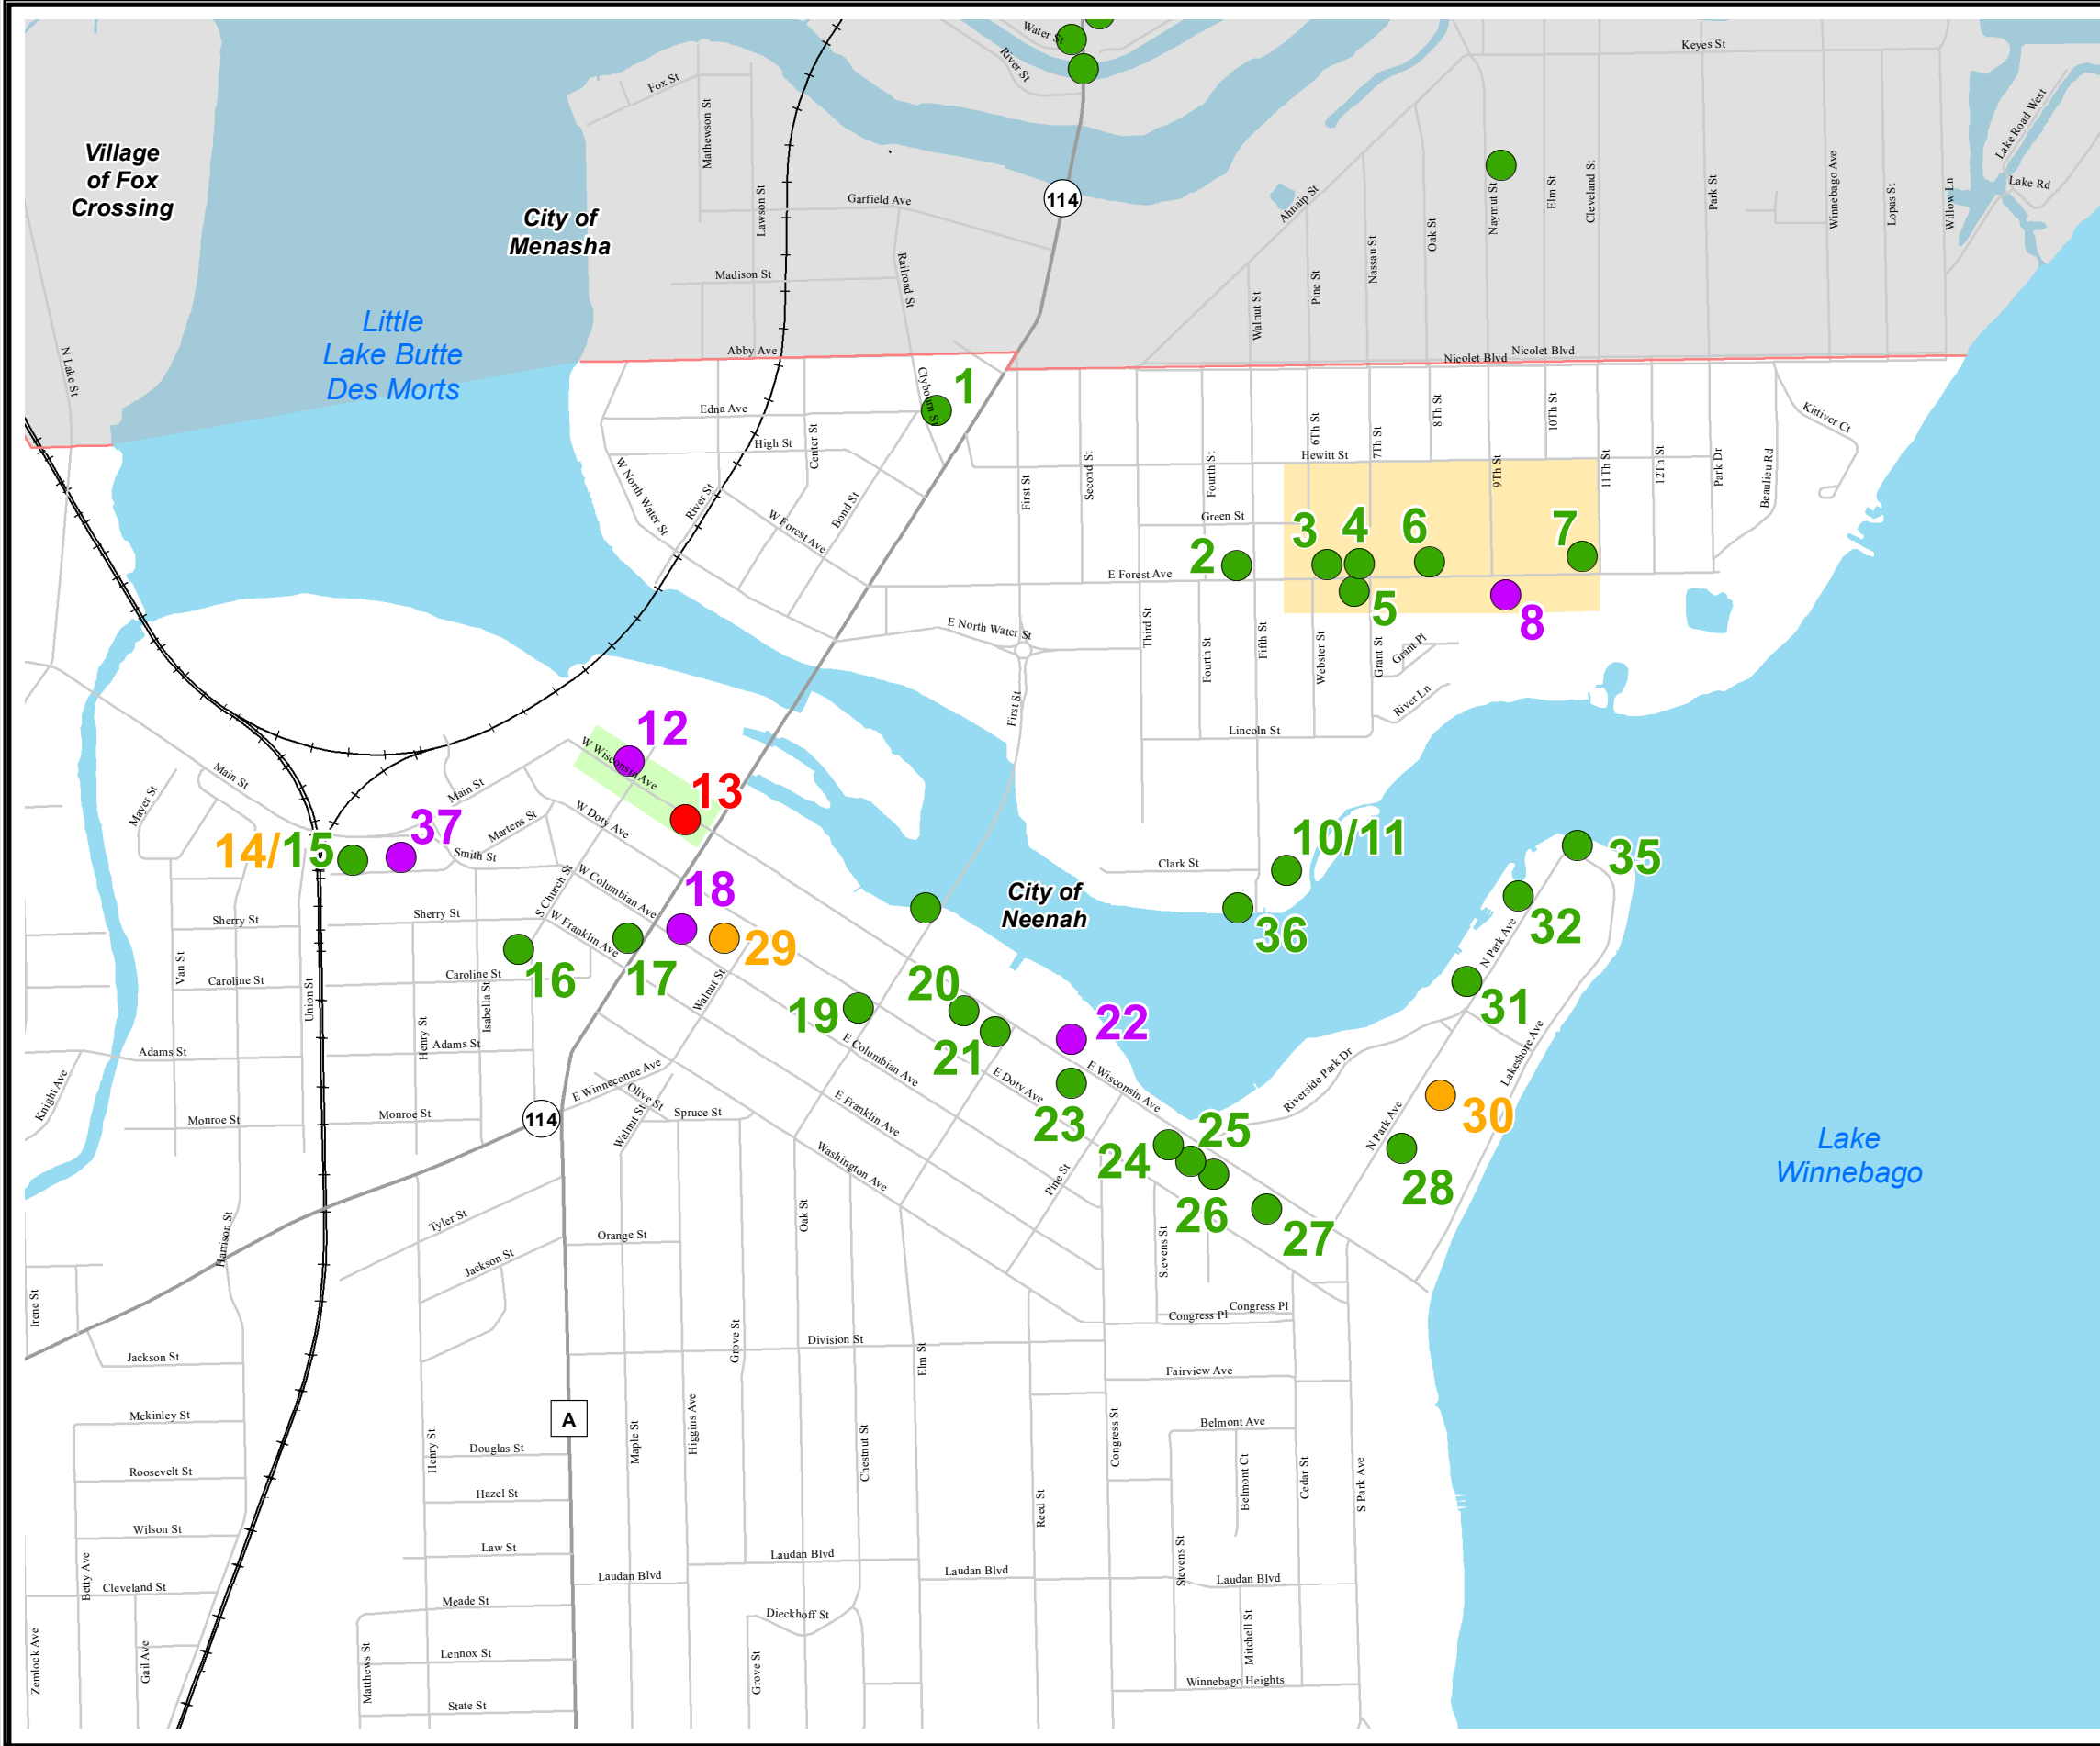 Water St
River St
Keyes St
Fox St
Mathewson St
Lawson St
Garfield Ave
Railroad St
Madison St
114
Village
of Fox
Crossing
City of
Menasha
Little
Lake Butte
Des Morts
N Lake St
Ahnaip St
Walnut St
Pine St
Nassau St
Oak St
Naymut St
Elm St
Cleveland St
Park St
Winnebago Ave
Lopas St
Willow Ln
Lake Road West
Lake Rd
Abby Ave
Nicolet Blvd
Nicolet Blvd
Clybourn St
1
Edna Ave
High St
Center St
W North Water St
River St
W Forest Ave
Bond St
First St
Second St
Fourth St
Hewitt St
6Th St
7Th St
8Th St
9Th St
10Th St
11Th St
12Th St
Park Dr
Beaulieu Rd
Kittiver Ct
Green St
2
3
4
5
6
7
8
E Forest Ave
E North Water St
Third St
Fourth St
Fifth St
Webster St
Grant St
Grant Pl
River Ln
Lincoln St
First St
12
W Wisconsin Ave
13
Main St
Mayer St
Main St
Martens St
W Doty Ave
14/15
37
Smith St
S Church St
W Columbian Ave
W Franklin Ave
18
29
17
16
Clark St
10/11
36
City of
Neenah
35
32
N Park Ave
31
Lakeshore Ave
Sherry St
Sherry St
Van St
Caroline St
Caroline St
Union St
Henry St
Isabella St
Adams St
Adams St
Knight Ave
Monroe St
Monroe St
114
Walnut St
19
20
21
22
23
E Columbian Ave
E Doty Ave
E Wisconsin Ave
E Winneconne Ave
Olive St
Spruce St
Walnut St
E Franklin Ave
Washington Ave
Pine St
Riverside Park Dr
N Park Ave
30
28
24
25
26
27
Lake
Winnebago
Harrison St
Tyler St
Jackson St
Orange St
Oak St
Stevens St
Congress Pl
Congress Pl
Irene St
Jackson St
Grove St
Division St
Elm St
Fairview Ave
Mckinley St
A
Belmont Ave
Henry St
Douglas St
Maple St
Higgins Ave
Chestnut St
Congress St
Belmont Ct
Cedar St
S Park Ave
Roosevelt St
Hazel St
Reed St
Wilson St
Law St
Laudan Blvd
Laudan Blvd
Laudan Blvd
Laudan Blvd
Stevens St
Betty Ave
Cleveland St
Meade St
Dieckhoff St
Mitchell St
Zemlock Ave
Gail Ave
Matthews St
Lennox St
Grove St
Winnebago Heights
State St